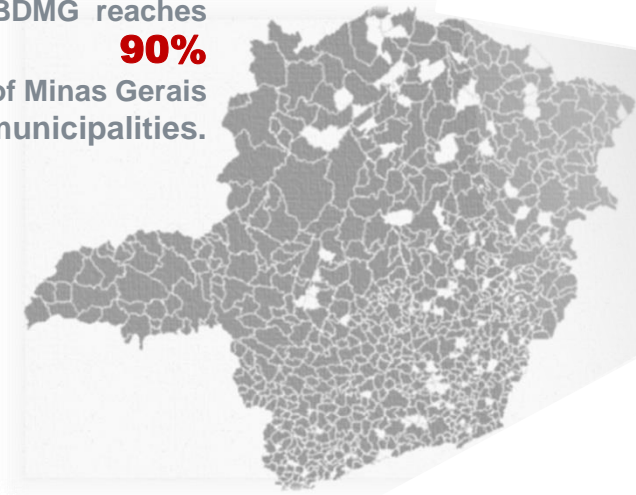 BDMG reaches
90%
of Minas Gerais
municipalities.